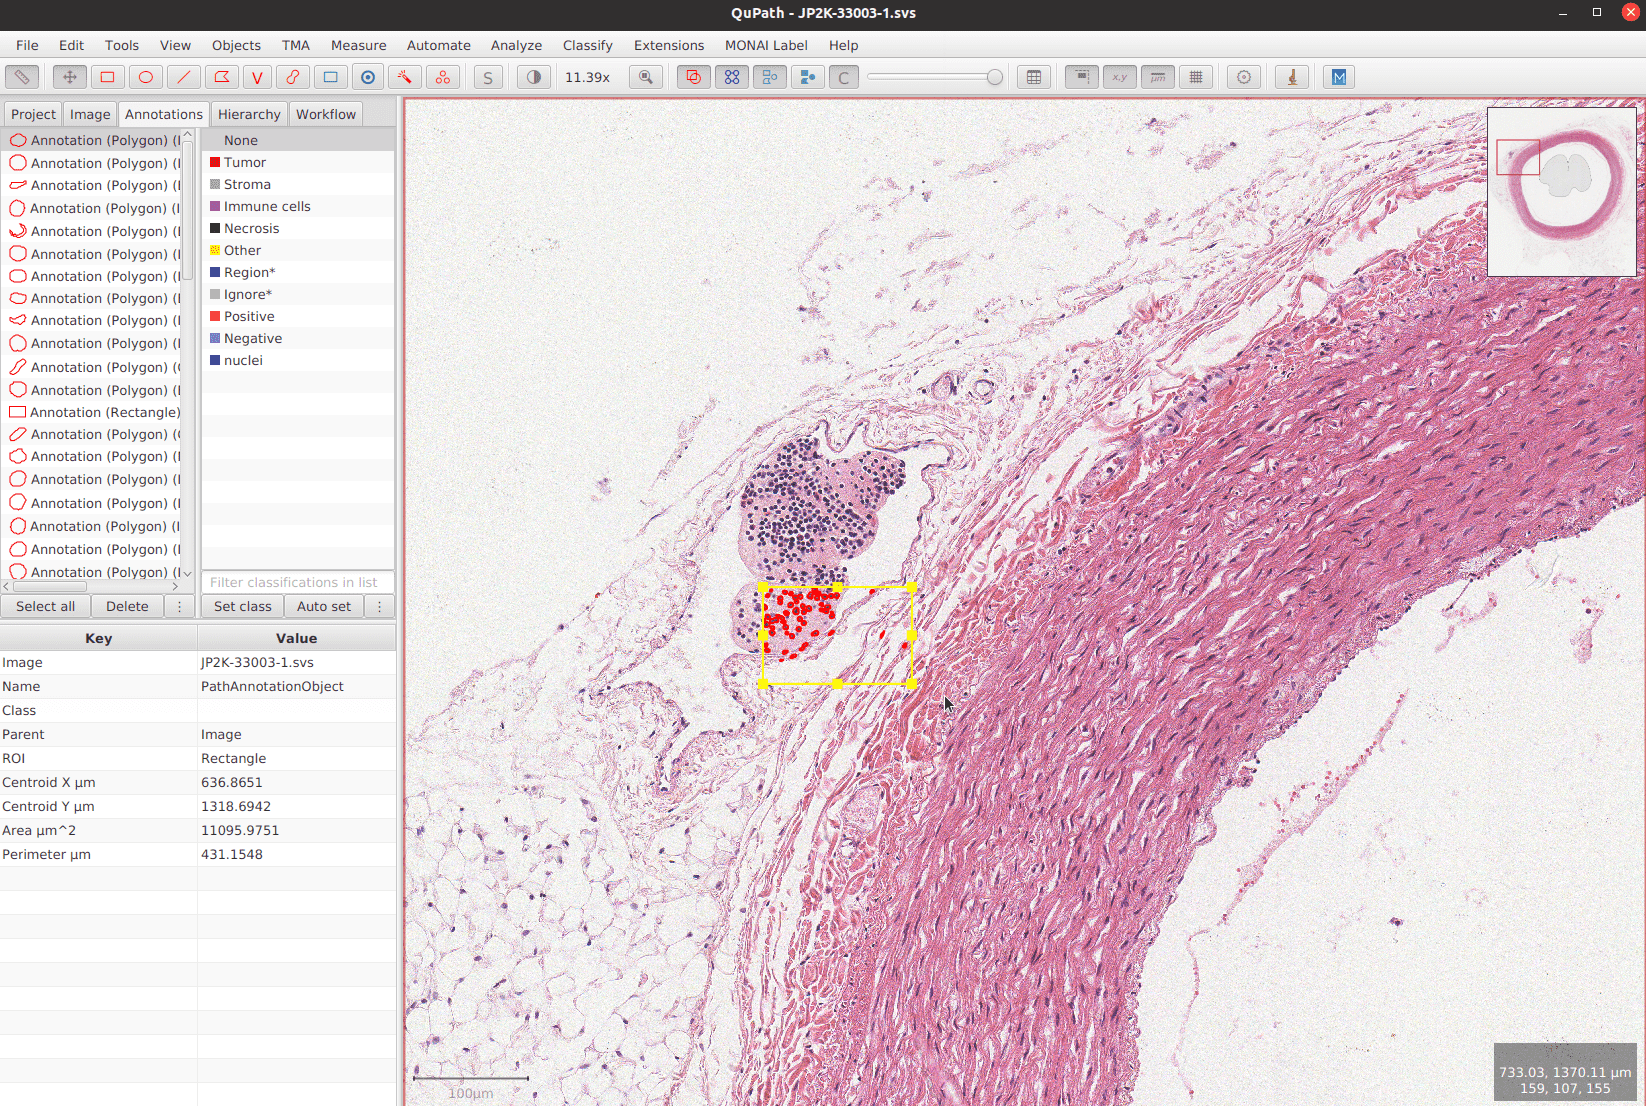 QuPath - JP2K-33003-1.svs
File Edit Tools View Objects TMA Measure Automate Analyze Classify Extensions MONAI Label Help
S 11.39x C x,y µm M
Project Image Annotations Hierarchy Workflow
Annotation (Polygon) (I
Annotation (Polygon) (I
Annotation (Polygon) (I
Annotation (Polygon) (I
Annotation (Polygon) (I
Annotation (Polygon) (I
Annotation (Polygon) (I
Annotation (Polygon) (I
Annotation (Polygon) (I
Annotation (Polygon) (I
Annotation (Polygon) (
Annotation (Polygon) (I
Annotation (Rectangle)
Annotation (Polygon) (
Annotation (Polygon) (I
Annotation (Polygon) (I
Annotation (Polygon) (I
Annotation (Polygon) (I
Annotation (Polygon) (I
Annotation (Polygon) (I
None
Tumor
Stroma
Immune cells
Necrosis
Other
Region*
Ignore*
Positive
Negative
nuclei
Filter classifications in list
Select all Delete ⋮ Set class Auto set ⋮
Key Value
Image JP2K-33003-1.svs
Name PathAnnotationObject
Class
Parent Image
ROI Rectangle
Centroid X µm 636.8651
Centroid Y µm 1318.6942
Area µm^2 11095.9751
Perimeter µm 431.1548
100µm
733.03, 1370.11 µm
159, 107, 155